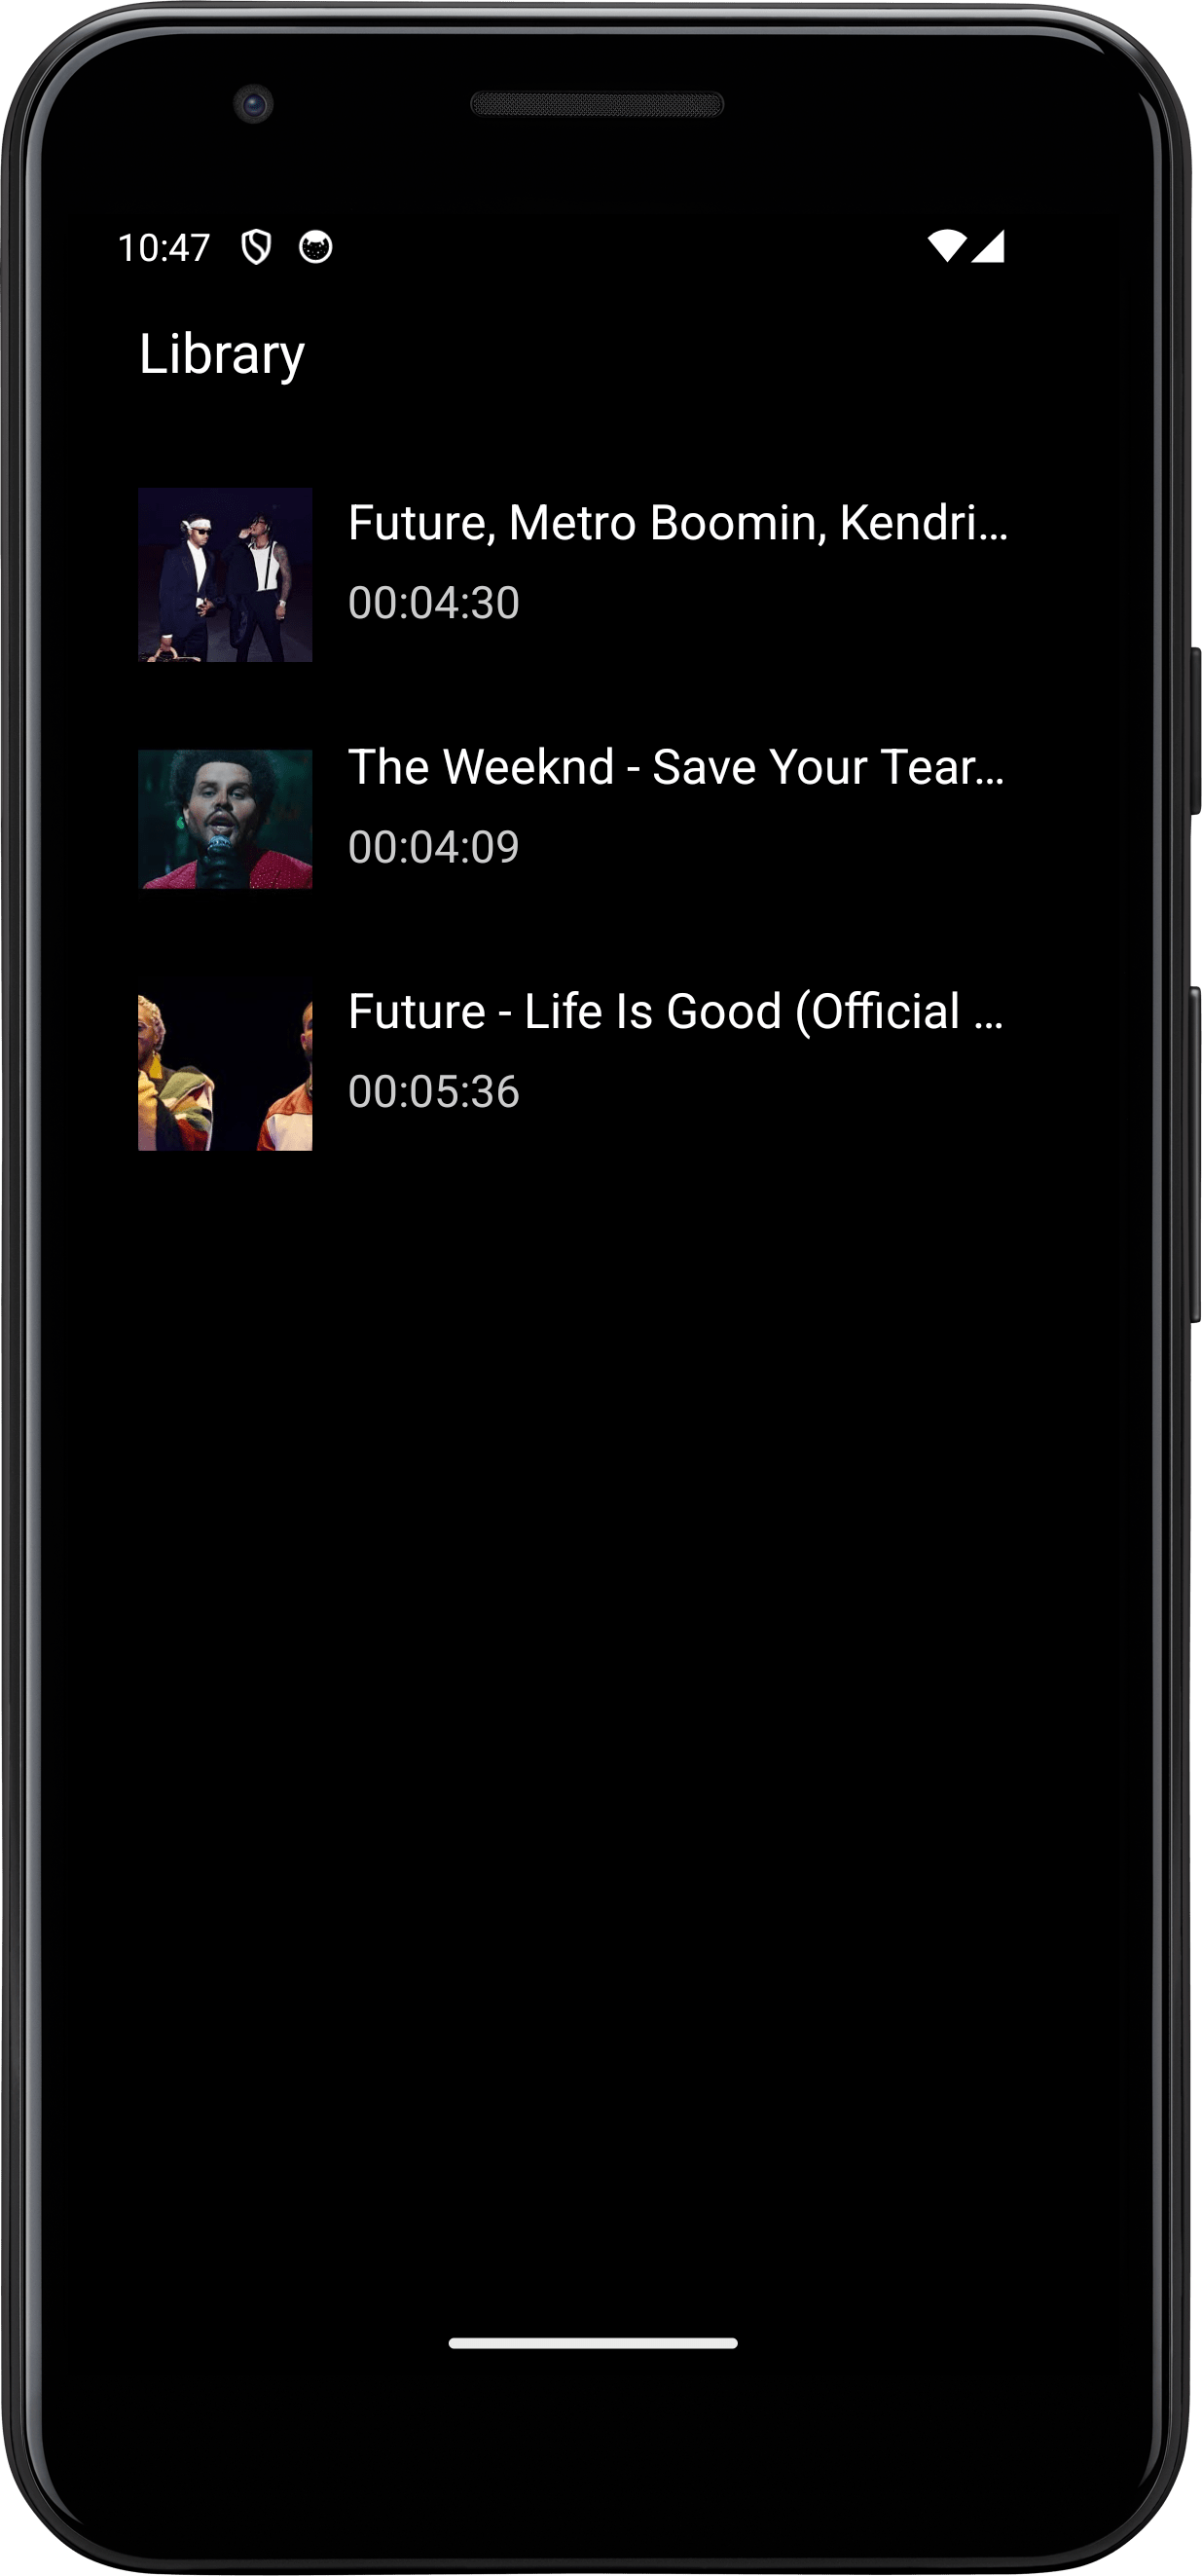 10:47
Library
Future, Metro Boomin, Kendri...
00:04:30
The Weeknd - Save Your Tear...
00:04:09
Future - Life Is Good (Official ...
00:05:36